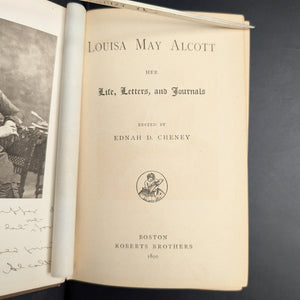 LOUISA MAY ALCOTT
HER
Life, Letters, and Journals
EDITED BY
EDNAH D. CHENEY
BOSTON
ROBERTS BROTHERS